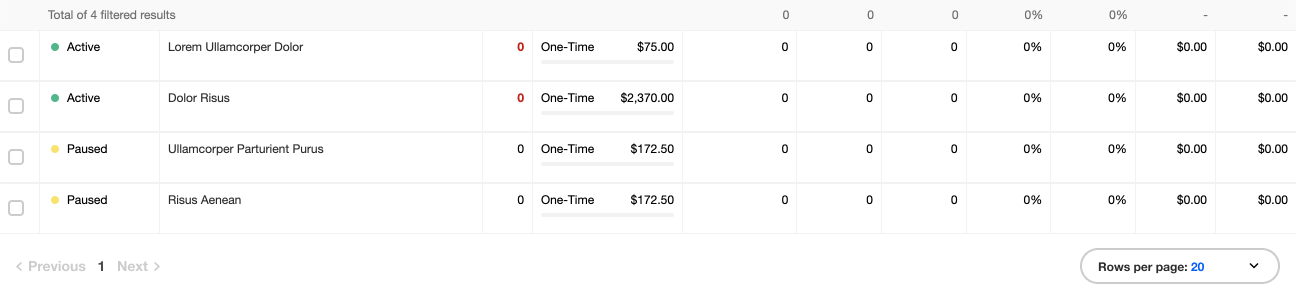 Total of 4 filtered results 0 0 0 0% 0% - -
Active Lorem Ullamcorper Dolor 0 One-Time $75.00 0 0 0 0% 0% $0.00 $0.00
Active Dolor Risus 0 One-Time $2,370.00 0 0 0 0% 0% $0.00 $0.00
Paused Ullamcorper Parturient Purus 0 One-Time $172.50 0 0 0 0% 0% $0.00 $0.00
Paused Risus Aenean 0 One-Time $172.50 0 0 0 0% 0% $0.00 $0.00
Previous 1 Next Rows per page: 20